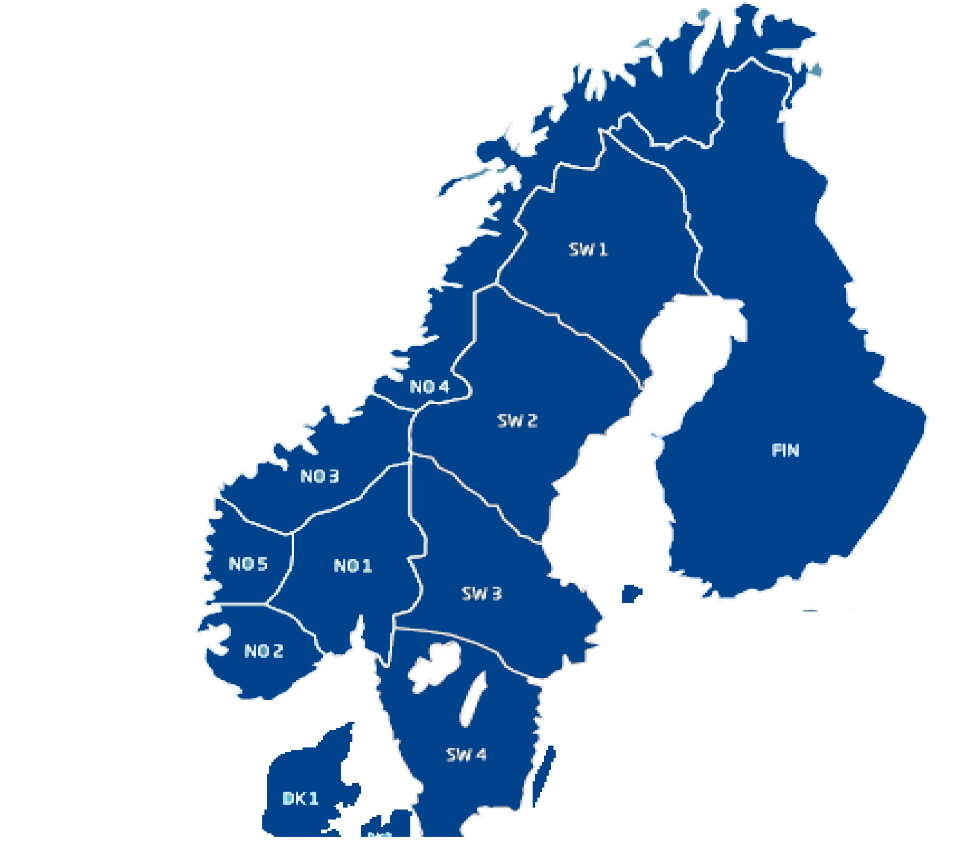 SW 1
NO 4
SW 2
FIN
NO 3
NO 5
NO 1
SW 3
NO 2
SW 4
DK 1